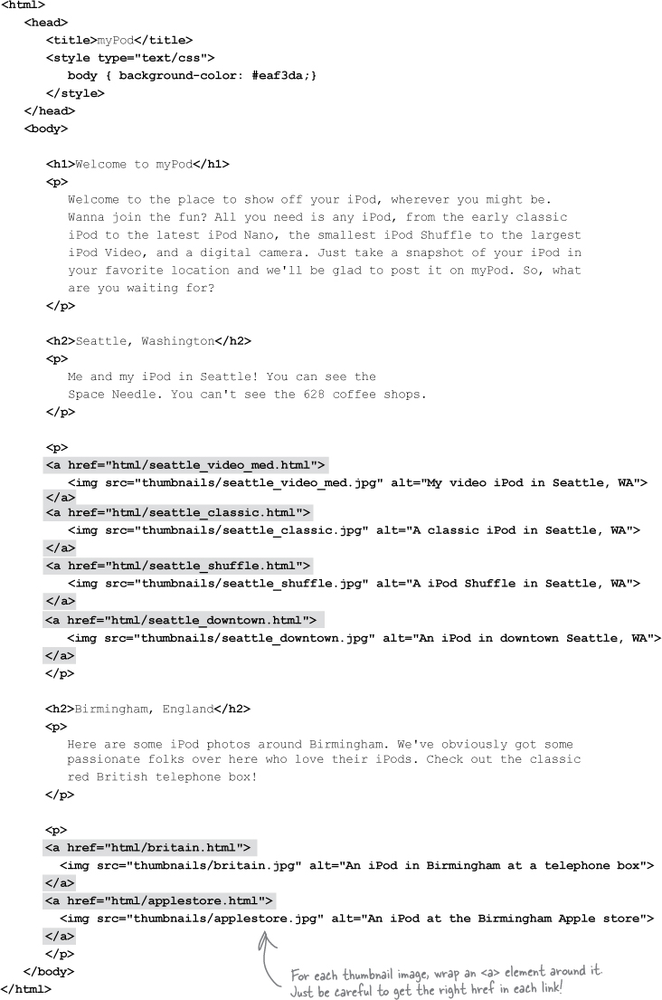 <html>
<head>
<title>myPod</title>
<style type="text/css">
body { background-color: #eaf3da;}
</style>
</head>
<body>
<h1>Welcome to myPod</h1>
<p>
Welcome to the place to show off your iPod, wherever you might be.
Wanna join the fun? All you need is any iPod, from the early classic
iPod to the latest iPod Nano, the smallest iPod Shuffle to the largest
iPod Video, and a digital camera. Just take a snapshot of your iPod in
your favorite location and we'll be glad to post it on myPod. So, what
are you waiting for?
</p>
<h2>Seattle, Washington</h2>
<p>
Me and my iPod in Seattle! You can see the
Space Needle. You can't see the 628 coffee shops.
</p>
<p>
<a href="html/seattle_video_med.html">
<img src="thumbnails/seattle_video_med.jpg" alt="My video iPod in Seattle, WA">
</a>
<a href="html/seattle_classic.html">
<img src="thumbnails/seattle_classic.jpg" alt="A classic iPod in Seattle, WA">
</a>
<a href="html/seattle_shuffle.html">
<img src="thumbnails/seattle_shuffle.jpg" alt="A iPod Shuffle in Seattle, WA">
</a>
<a href="html/seattle_downtown.html">
<img src="thumbnails/seattle_downtown.jpg" alt="An iPod in downtown Seattle, WA">
</a>
</p>
<h2>Birmingham, England</h2>
<p>
Here are some iPod photos around Birmingham. We've obviously got some
passionate folks over here who love their iPods. Check out the classic
red British telephone box!
</p>
<p>
<a href="html/britain.html">
<img src="thumbnails/britain.jpg" alt="An iPod in Birmingham at a telephone box">
</a>
<a href="html/applestore.html">
<img src="thumbnails/applestore.jpg" alt="An iPod at the Birmingham Apple store">
</a>
</p>
</body>
</html>
For each thumbnail image, wrap an <a> element around it.
Just be careful to get the right href in each link!